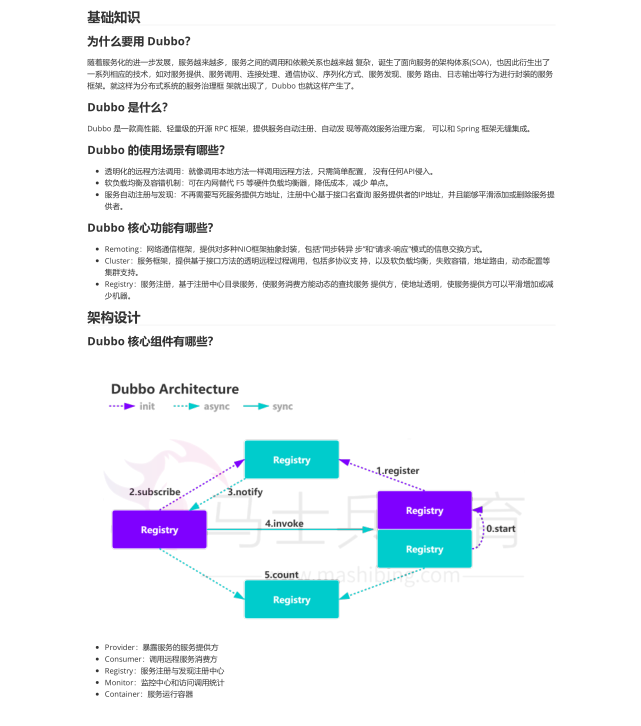 基础知识
为什么要用 Dubbo?
随着服务化的进一步发展，服务越来越多，服务之间的调用和依赖关系也越来越 复杂，诞生了面向服务的架构体系(SOA)，也因此衍生出了
一系列相应的技术，如对服务提供、服务调用、连接处理、通信协议、序列化方式、服务发现、服务 路由、日志输出等行为进行封装的服务
框架。就这样为分布式系统的服务治理框 架就出现了，Dubbo 也就这样产生了。
Dubbo 是什么?
Dubbo 是一款高性能、轻量级的开源 RPC 框架，提供服务自动注册、自动发 现等高效服务治理方案， 可以和 Spring 框架无缝集成。
Dubbo 的使用场景有哪些?
透明化的远程方法调用：就像调用本地方法一样调用远程方法，只需简单配置，没有任何API侵入。
软负载均衡及容错机制：可在内网替代 F5 等硬件负载均衡器，降低成本，减少 单点。
服务自动注册与发现：不再需要写死服务提供方地址，注册中心基于接口名查询 服务提供者的IP地址，并且能够平滑添加或删除服务提
供者。
Dubbo 核心功能有哪些?
Remoting：网络通信框架，提供对多种NIO框架抽象封装，包括“同步转异 步”和“请求-响应”模式的信息交换方式。
Cluster：服务框架，提供基于接口方法的透明远程过程调用，包括多协议支 持，以及软负载均衡，失败容错，地址路由，动态配置等
集群支持。
Registry：服务注册，基于注册中心目录服务，使服务消费方能动态的查找服务 提供方，使地址透明，使服务提供方可以平滑增加或减
少机器。
架构设计
Dubbo 核心组件有哪些?
Dubbo Architecture
init async sync
Registry
1.register
2.subscribe 3.notify
Registry
4.invoke
Registry
Registry
0.start
5.count
Registry
马士兵教育
www.mashibing.com
Provider：暴露服务的服务提供方
Consumer：调用远程服务消费方
Registry：服务注册与发现注册中心
Monitor：监控中心和访问调用统计
Container：服务运行容器